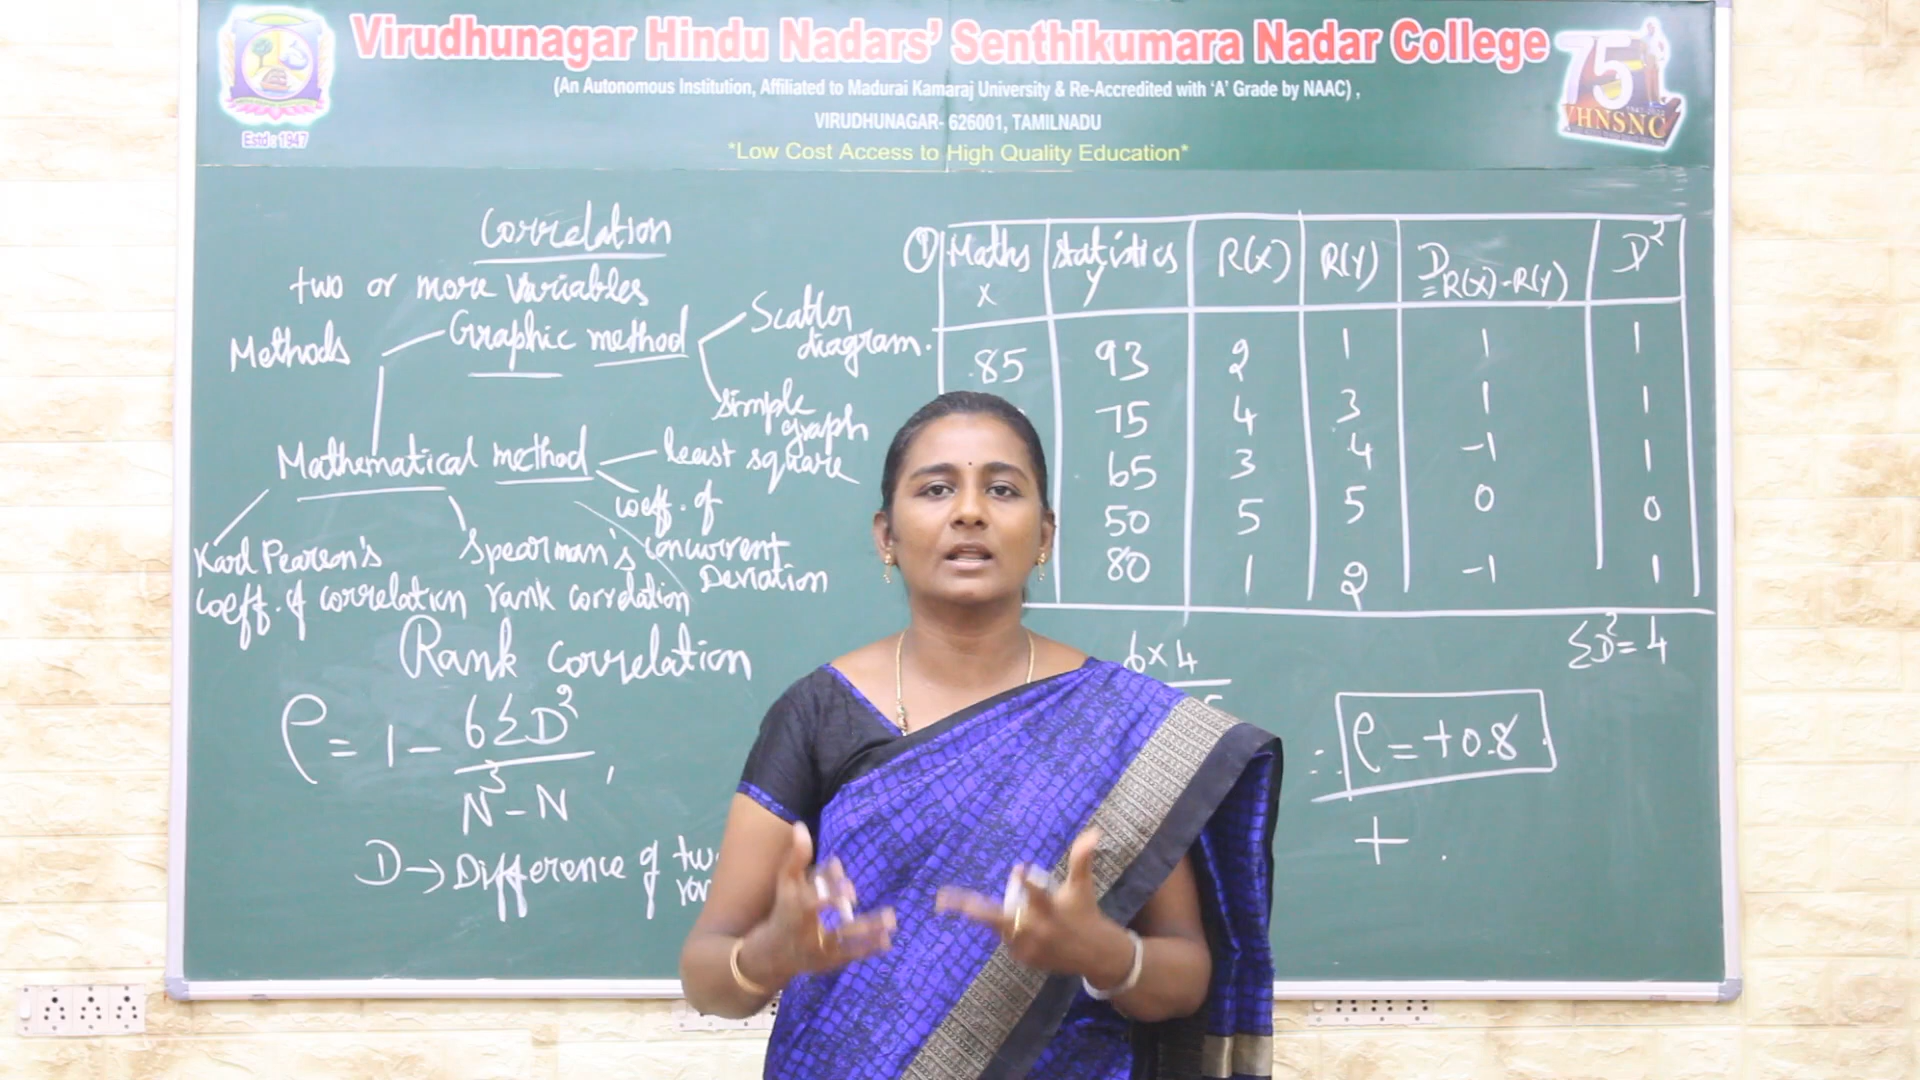 Virudhunagar Hindu Nadars' Senthikumara Nadar College
(An Autonomous Institution, Affiliated to Madurai Kamaraj University & Re-Accredited with 'A' Grade by NAAC) ,
VIRUDHUNAGAR- 626001, TAMILNADU
*Low Cost Access to High Quality Education*
Estd : 1947
75
VHNSNC
Correlation
two or more variables
Methods
Graphic method
Scatter
diagram.
simple
graph
Mathematical method
least square
coeff. of
concurrent
Deviation
Karl Pearson's
coeff. of correlation
Spearman's
rank correlation
Rank correlation
ρ = 1 - 6ΣD² / N³ - N ,
D → Difference of two
① Maths x | statistics y | R(x) | R(y) | D = R(x) - R(y) | D²
85 93 2 1 1 1
75 4 3 1 1
65 3 4 -1 1
50 5 5 0 0
80 1 2 -1 1
ΣD² = 4
6 x 4
∴ ρ = +0.8
+